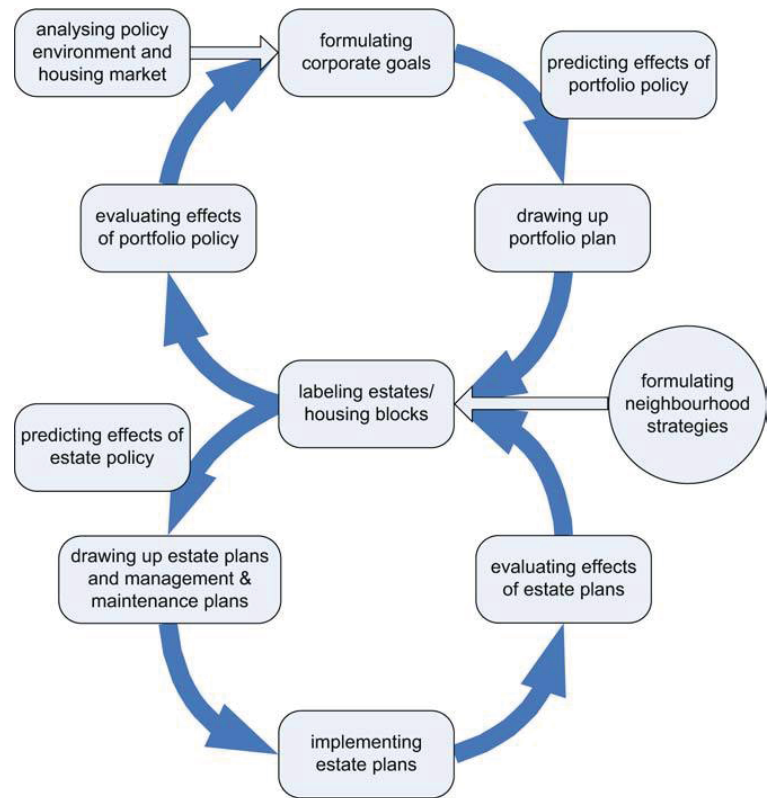 analysing policy
environment and
housing market
formulating
corporate goals
predicting effects of
portfolio policy
evaluating effects
of portfolio policy
drawing up
portfolio plan
labeling estates/
housing blocks
formulating
neighbourhood
strategies
predicting effects of
estate policy
drawing up estate plans
and management &
maintenance plans
evaluating effects
of estate plans
implementing
estate plans